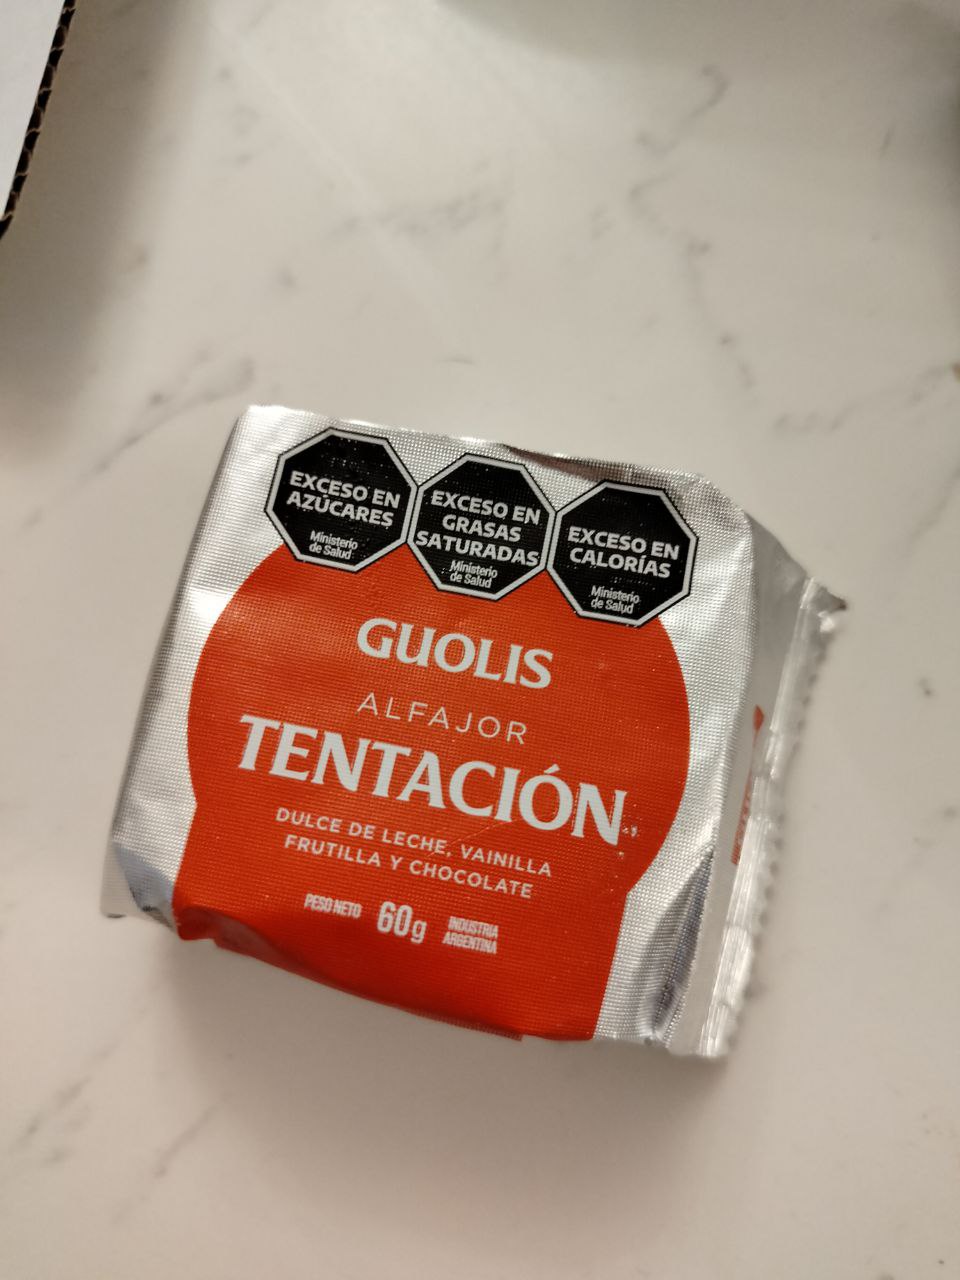 EXCESO EN
AZÚCARES
Ministerio
de Salud
EXCESO EN
GRASAS
SATURADAS
Ministerio
de Salud
EXCESO EN
CALORÍAS
Ministerio
de Salud
GUOLIS
ALFAJOR
TENTACIÓN
DULCE DE LECHE, VAINILLA
FRUTILLA Y CHOCOLATE
PESO NETO 60g INDUSTRIA
ARGENTINA